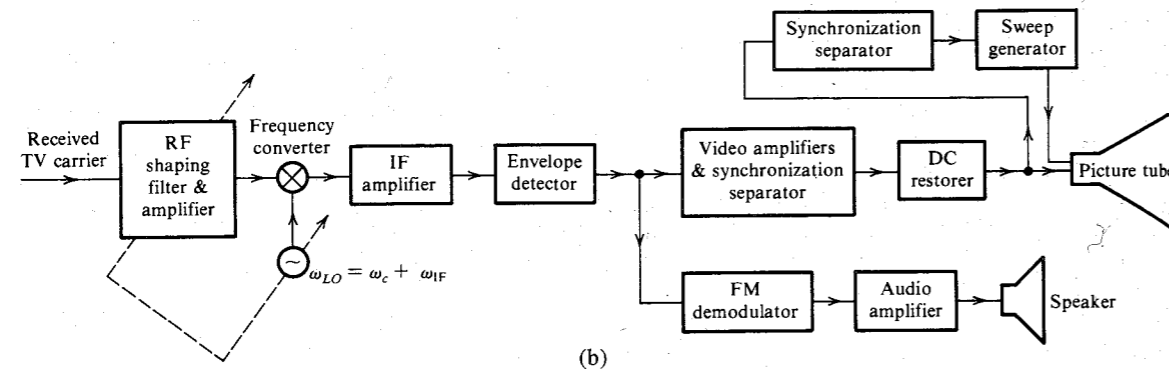 Synchronization
separator
Sweep
generator
Received
TV carrier
RF
shaping
filter &
amplifier
Frequency
converter
IF
amplifier
Envelope
detector
Video amplifiers
& synchronization
separator
DC
restorer
Picture tube
~
ω_LO = ω_c + ω_IF
FM
demodulator
Audio
amplifier
Speaker
(b)